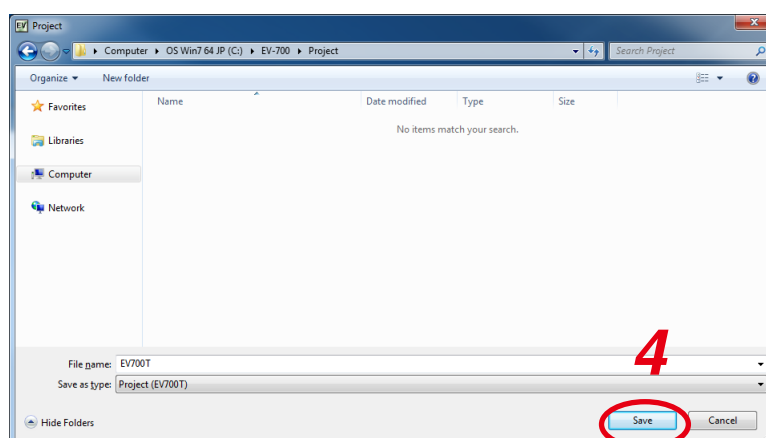 EV Project
Computer OS Win7 64 JP (C:) EV-700 Project Search Project
Organize New folder
Name Date modified Type Size
No items match your search.
Favorites
Libraries
Computer
Network
4
File name: EV700T
Save as type: Project (EV700T)
Hide Folders Save Cancel